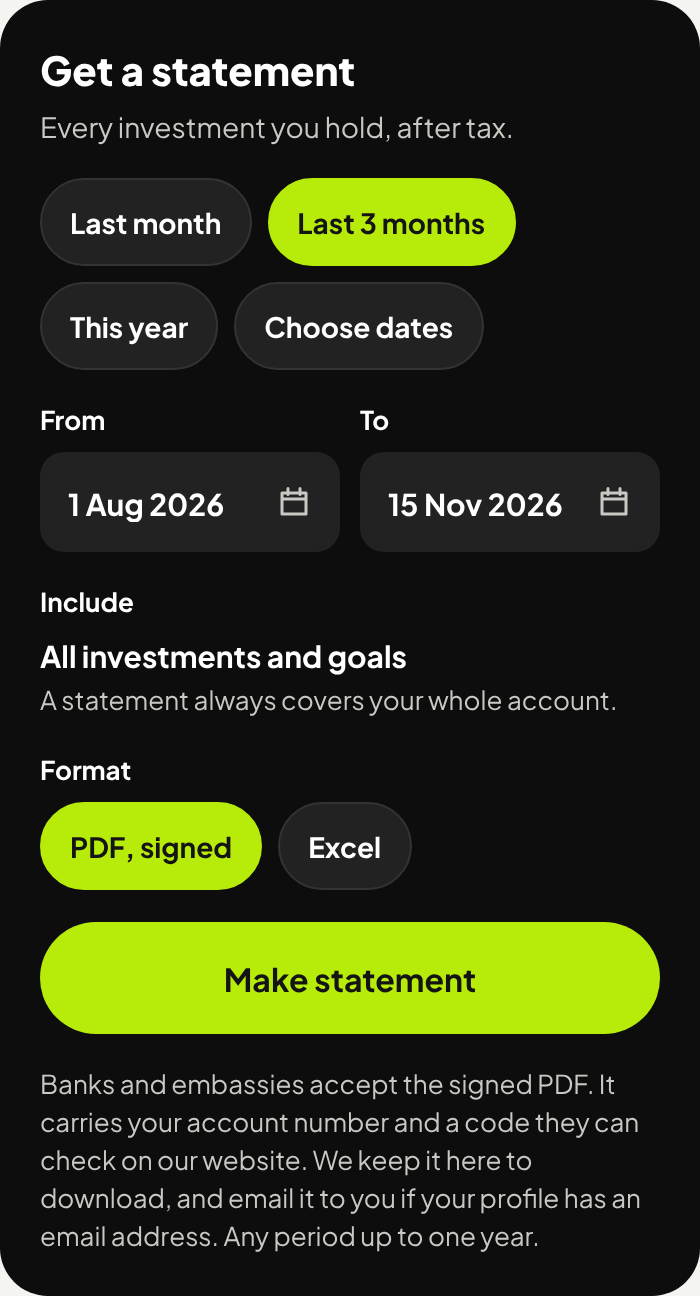 Get a statement
Every investment you hold, after tax.
Last month
Last 3 months
This year
Choose dates
From
To
1 Aug 2026
15 Nov 2026
Include
All investments and goals
A statement always covers your whole account.
Format
PDF, signed
Excel
Make statement
Banks and embassies accept the signed PDF. It
carries your account number and a code they can
check on our website. We keep it here to
download, and email it to you if your profile has an
email address. Any period up to one year.